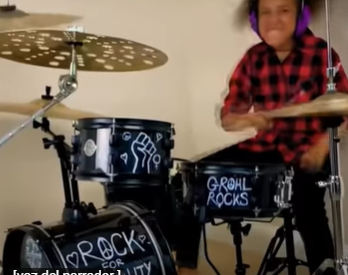 GROHL
ROCKS
ROCK
FOR
[voz del narrador ]